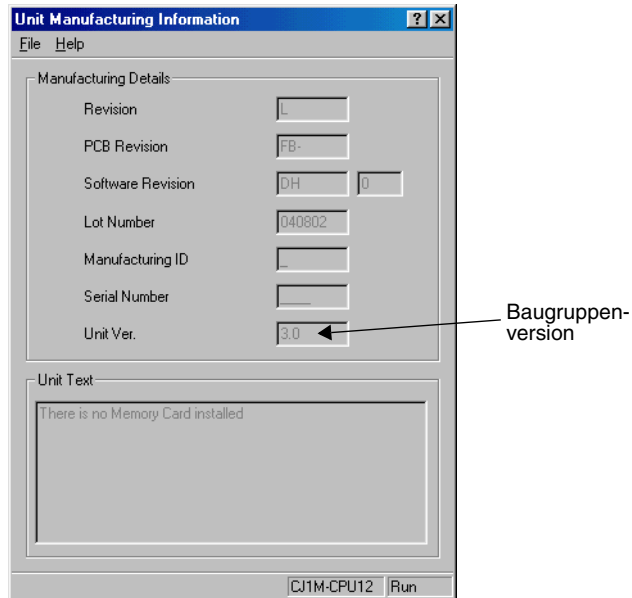 Unit Manufacturing Information
File Help
Manufacturing Details
Revision L
PCB Revision FB-
Software Revision DH 0
Lot Number 040802
Manufacturing ID _
Serial Number ____
Unit Ver. 3.0
Baugruppen-
version
Unit Text
There is no Memory Card installed
CJ1M-CPU12 Run